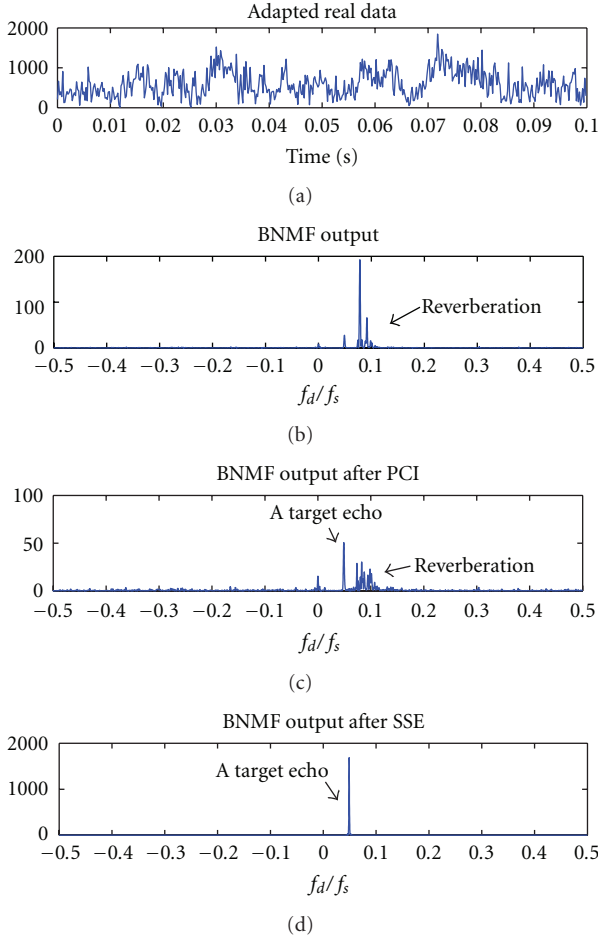 Adapted real data
2000
1000
0
0 0.01 0.02 0.03 0.04 0.05 0.06 0.07 0.08 0.09 0.1
Time (s)
(a)
BNMF output
200
100
0
Reverberation
−0.5 −0.4 −0.3 −0.2 −0.1 0 0.1 0.2 0.3 0.4 0.5
f_d/f_s
(b)
BNMF output after PCI
100
50
0
A target echo
Reverberation
−0.5 −0.4 −0.3 −0.2 −0.1 0 0.1 0.2 0.3 0.4 0.5
f_d/f_s
(c)
BNMF output after SSE
2000
1000
0
A target echo
−0.5 −0.4 −0.3 −0.2 −0.1 0 0.1 0.2 0.3 0.4 0.5
f_d/f_s
(d)